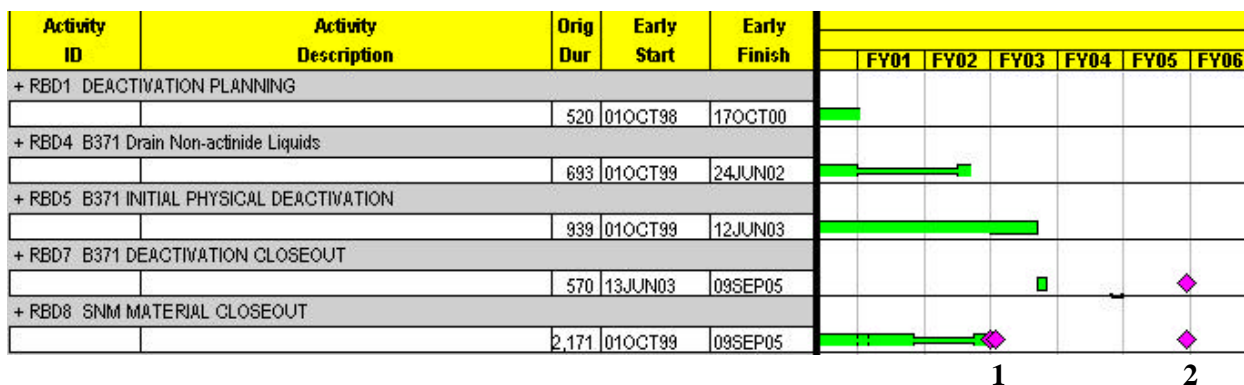 Activity ID Activity Description Orig Dur Early Start Early Finish
FY01 FY02 FY03 FY04 FY05 FY06
+ RBD1 DEACTIVATION PLANNING
520 01OCT98 17OCT00
+ RBD4 B371 Drain Non-actinide Liquids
693 01OCT99 24JUN02
+ RBD5 B371 INITIAL PHYSICAL DEACTIVATION
939 01OCT99 12JUN03
+ RBD7 B371 DEACTIVATION CLOSEOUT
570 13JUN03 09SEP05
+ RBD8 SNM MATERIAL CLOSEOUT
2,171 01OCT99 09SEP05
1 2